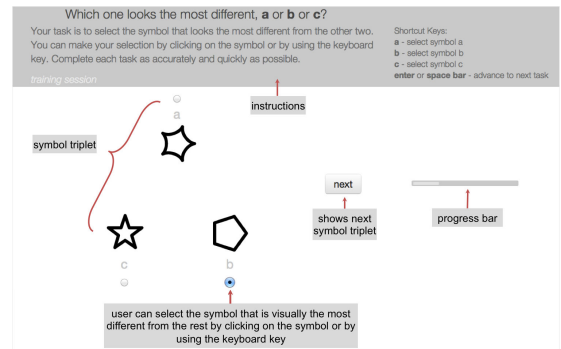 Which one looks the most different, a or b or c?
Your task is to select the symbol that looks the most different from the other two.
You can make your selection by clicking on the symbol or by using the keyboard
key. Complete each task as accurately and quickly as possible.
training session
Shortcut Keys:
a - select symbol a
b - select symbol b
c - select symbol c
enter or space bar - advance to next task
instructions
a
symbol triplet
next
shows next
symbol triplet
progress bar
c
b
user can select the symbol that is visually the most
different from the rest by clicking on the symbol or by
using the keyboard key